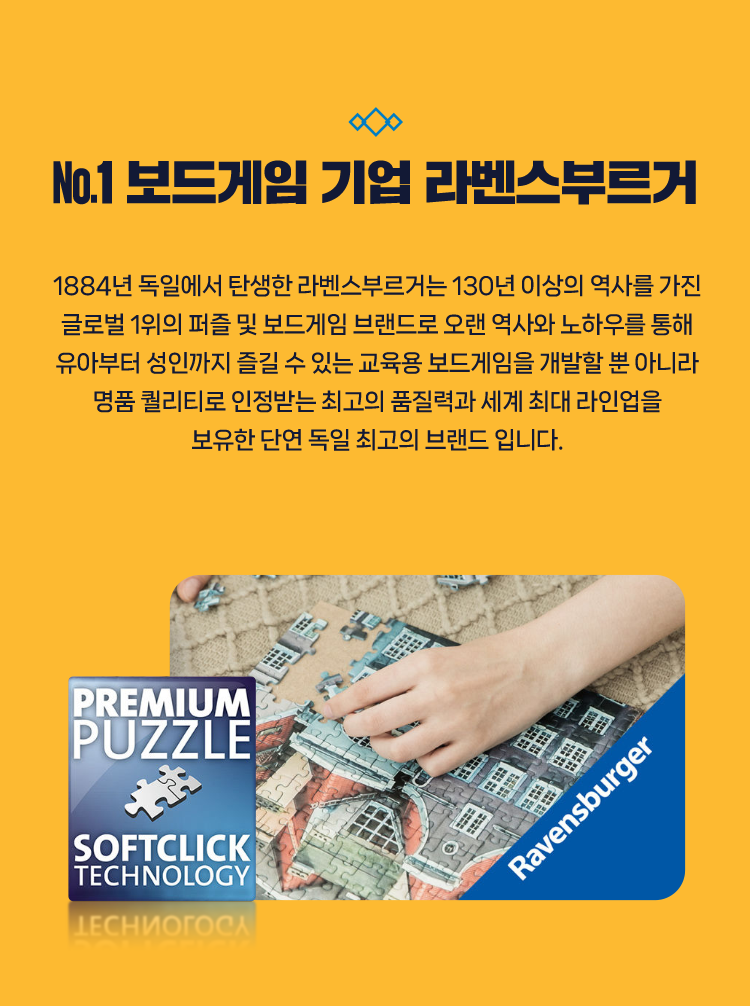 No.1 보드게임 기업 라벤스부르거
1884년 독일에서 탄생한 라벤스부르거는 130년 이상의 역사를 가진
글로벌 1위의 퍼즐 및 보드게임 브랜드로 오랜 역사와 노하우를 통해
유아부터 성인까지 즐길 수 있는 교육용 보드게임을 개발할 뿐 아니라
명품 퀄리티로 인정받는 최고의 품질력과 세계 최대 라인업을
보유한 단연 독일 최고의 브랜드 입니다.
PREMIUM
PUZZLE
SOFTCLICK
TECHNOLOGY
Ravensburger